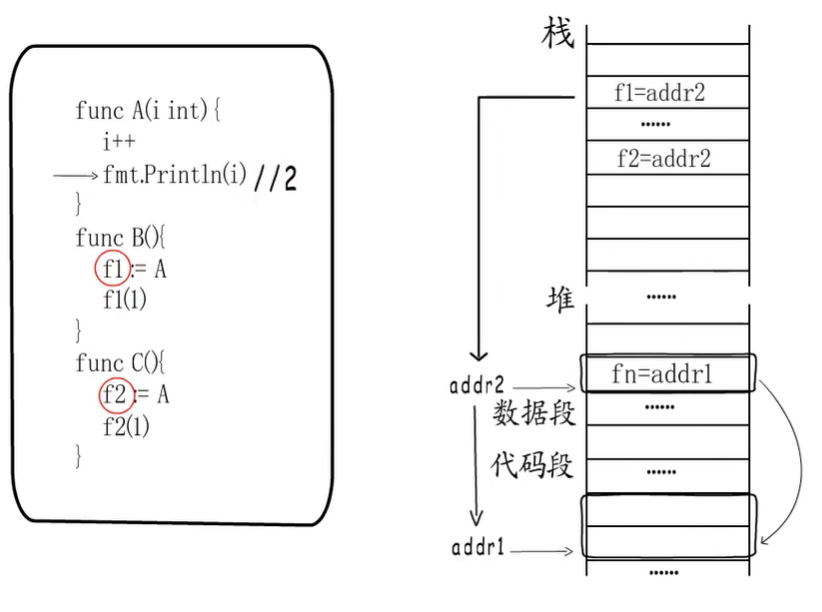 func A(i int){
i++
fmt.Println(i) //2
}
func B(){
f1:= A
f1(1)
}
func C(){
f2:= A
f2(1)
}
栈
f1=addr2
......
f2=addr2
堆
......
addr2
fn=addr1
数据段
......
代码段
......
addr1
......